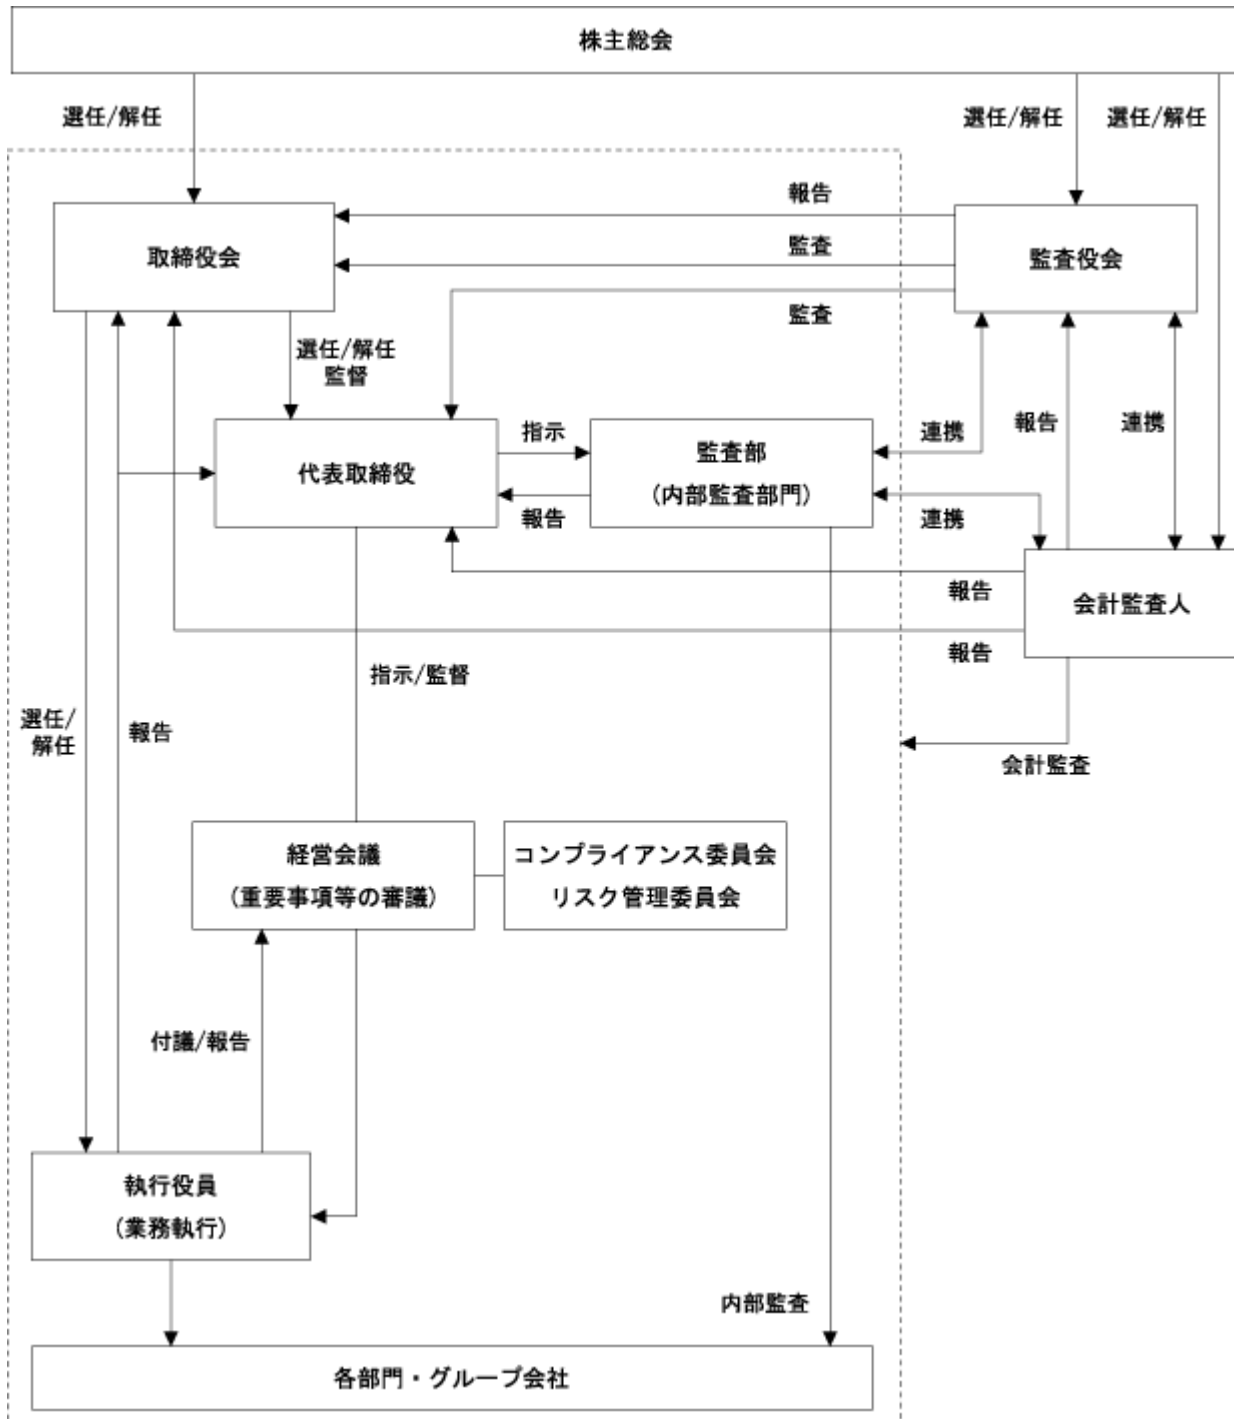 株主総会
選任/解任
選任/解任
選任/解任
報告
取締役会
監査
監査役会
監査
選任/解任
監督
指示
連携
報告
連携
代表取締役
監査部
(内部監査部門)
報告
連携
報告
会計監査人
報告
指示/監督
選任/
解任
報告
会計監査
経営会議
(重要事項等の審議)
コンプライアンス委員会
リスク管理委員会
付議/報告
執行役員
(業務執行)
内部監査
各部門・グループ会社